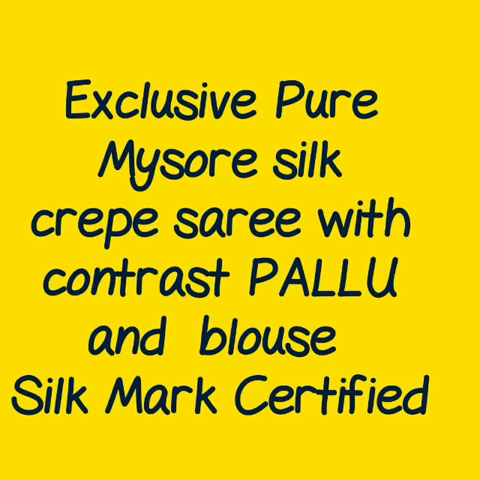 Exclusive Pure
Mysore silk
crepe saree with
contrast PALLU
and  blouse
Silk Mark Certified